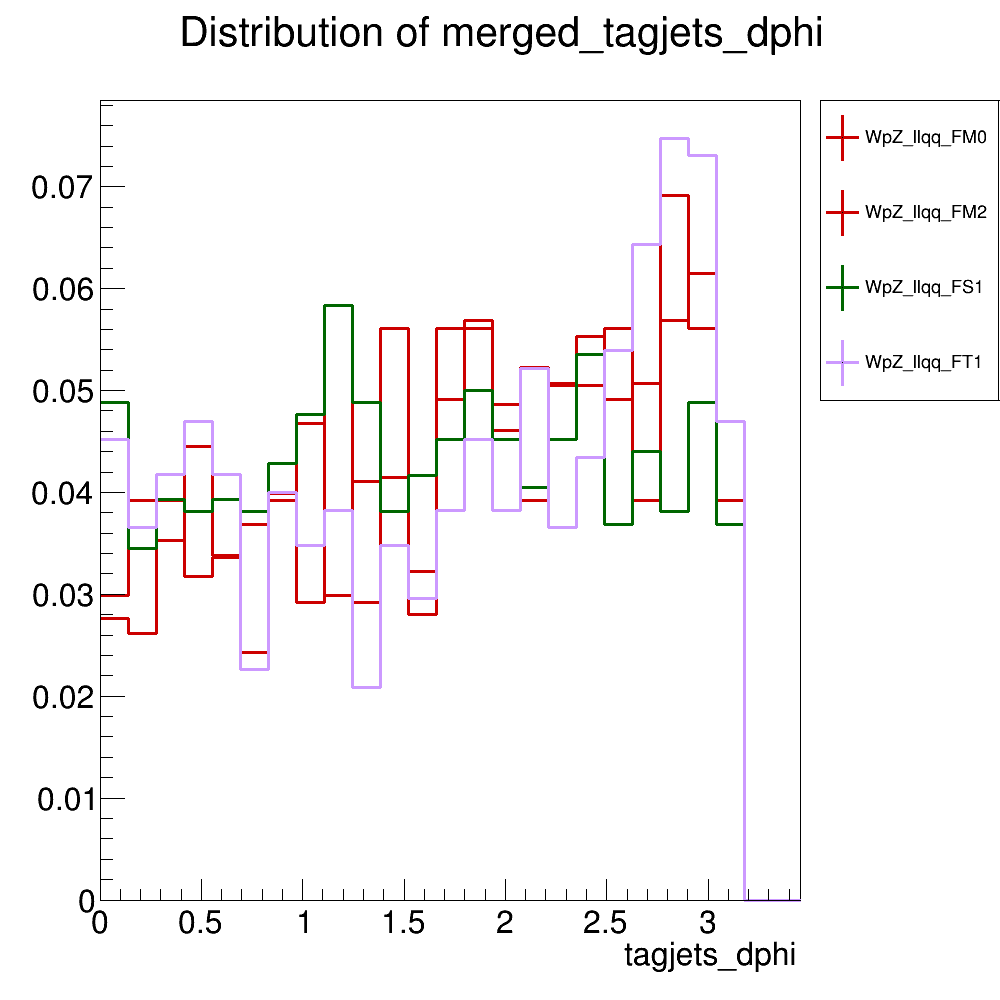 Distribution of merged_tagjets_dphi
WpZ_llqq_FM0
WpZ_llqq_FM2
WpZ_llqq_FS1
WpZ_llqq_FT1
0.07
0.06
0.05
0.04
0.03
0.02
0.01
0
0 0.5 1 1.5 2 2.5 3
tagjets_dphi